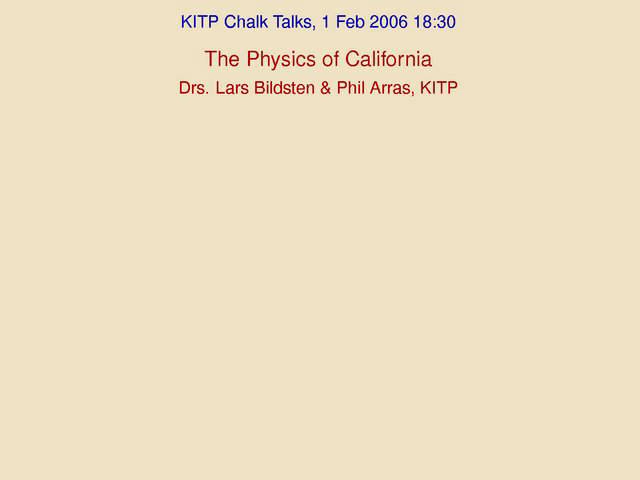 KITP Chalk Talks, 1 Feb 2006 18:30
The Physics of California
Drs. Lars Bildsten & Phil Arras, KITP